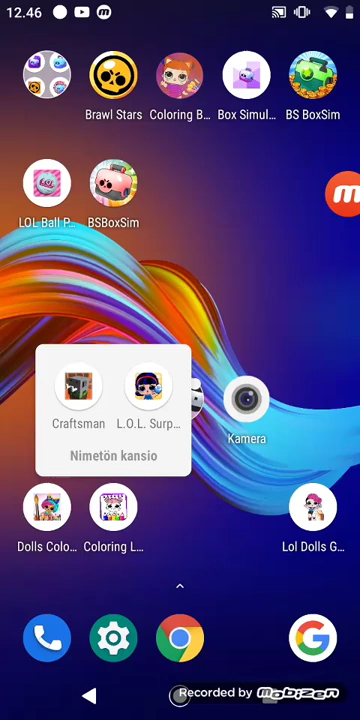 12.46
Brawl Stars
Coloring B...
Box Simul...
BS BoxSim
LOL Ball P...
BSBoxSim
Craftsman
L.O.L. Surp...
Nimetön kansio
Kamera
Dolls Colo...
Coloring L...
Lol Dolls G...
Recorded by Mobizen